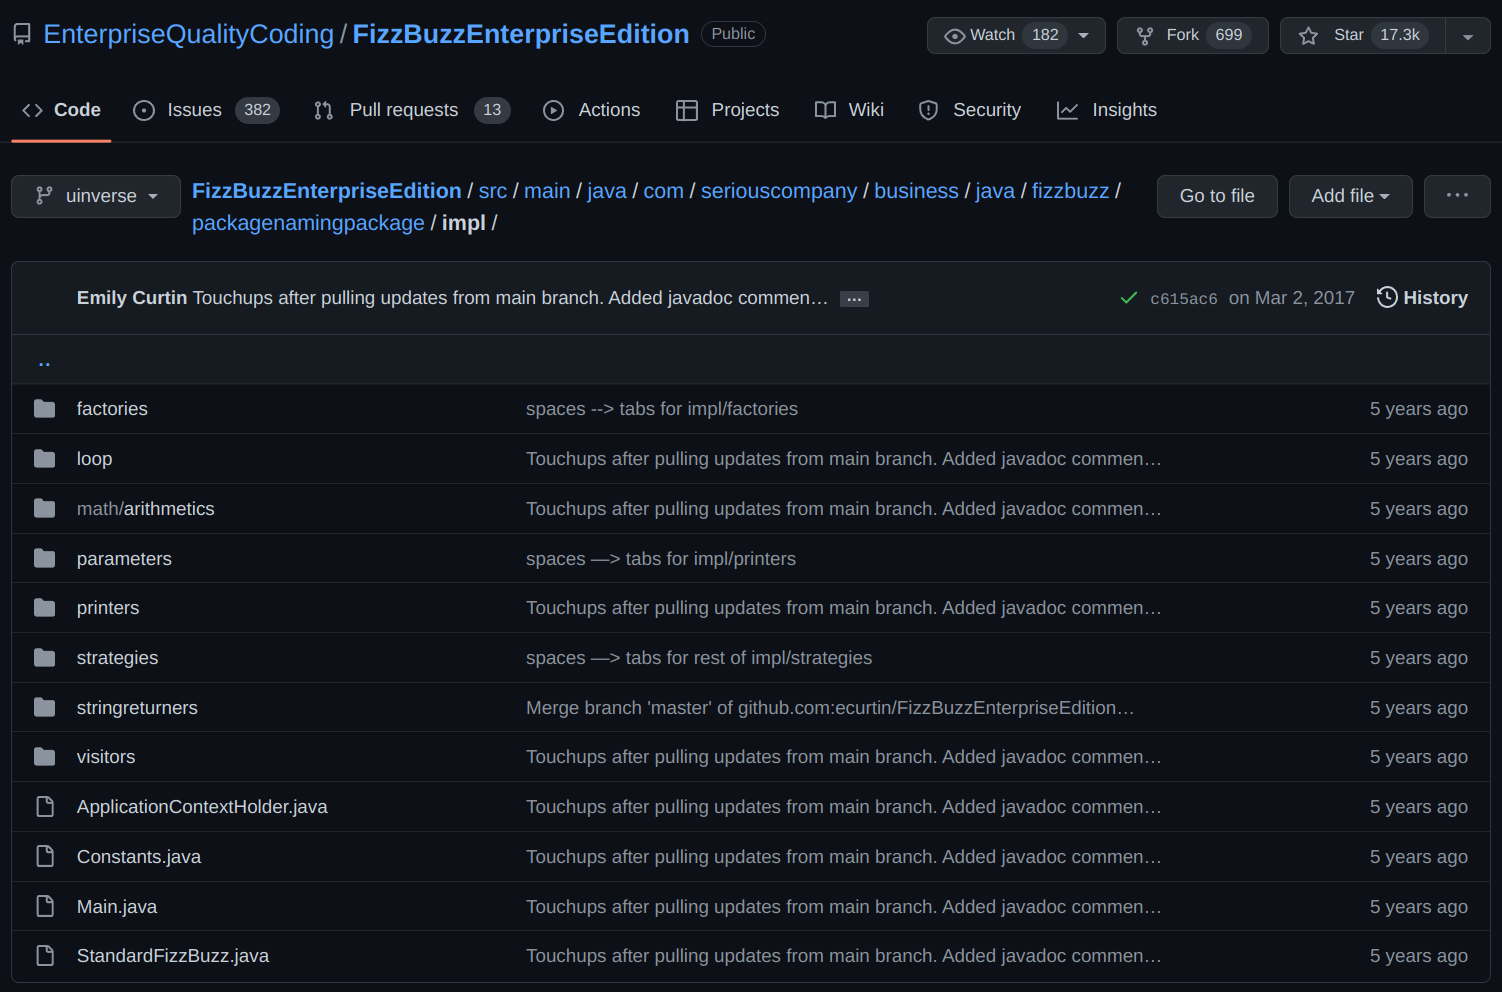 EnterpriseQualityCoding / FizzBuzzEnterpriseEdition Public Watch 182 Fork 699 Star 17.3k
Code Issues 382 Pull requests 13 Actions Projects Wiki Security Insights
uinverse FizzBuzzEnterpriseEdition / src / main / java / com / seriouscompany / business / java / fizzbuzz / Go to file Add file ···
packagenamingpackage / impl /
Emily Curtin Touchups after pulling updates from main branch. Added javadoc commen… … c615ac6 on Mar 2, 2017 History
..
factories spaces --> tabs for impl/factories 5 years ago
loop Touchups after pulling updates from main branch. Added javadoc commen… 5 years ago
math/arithmetics Touchups after pulling updates from main branch. Added javadoc commen… 5 years ago
parameters spaces —> tabs for impl/printers 5 years ago
printers Touchups after pulling updates from main branch. Added javadoc commen… 5 years ago
strategies spaces —> tabs for rest of impl/strategies 5 years ago
stringreturners Merge branch 'master' of github.com:ecurtin/FizzBuzzEnterpriseEdition… 5 years ago
visitors Touchups after pulling updates from main branch. Added javadoc commen… 5 years ago
ApplicationContextHolder.java Touchups after pulling updates from main branch. Added javadoc commen… 5 years ago
Constants.java Touchups after pulling updates from main branch. Added javadoc commen… 5 years ago
Main.java Touchups after pulling updates from main branch. Added javadoc commen… 5 years ago
StandardFizzBuzz.java Touchups after pulling updates from main branch. Added javadoc commen… 5 years ago